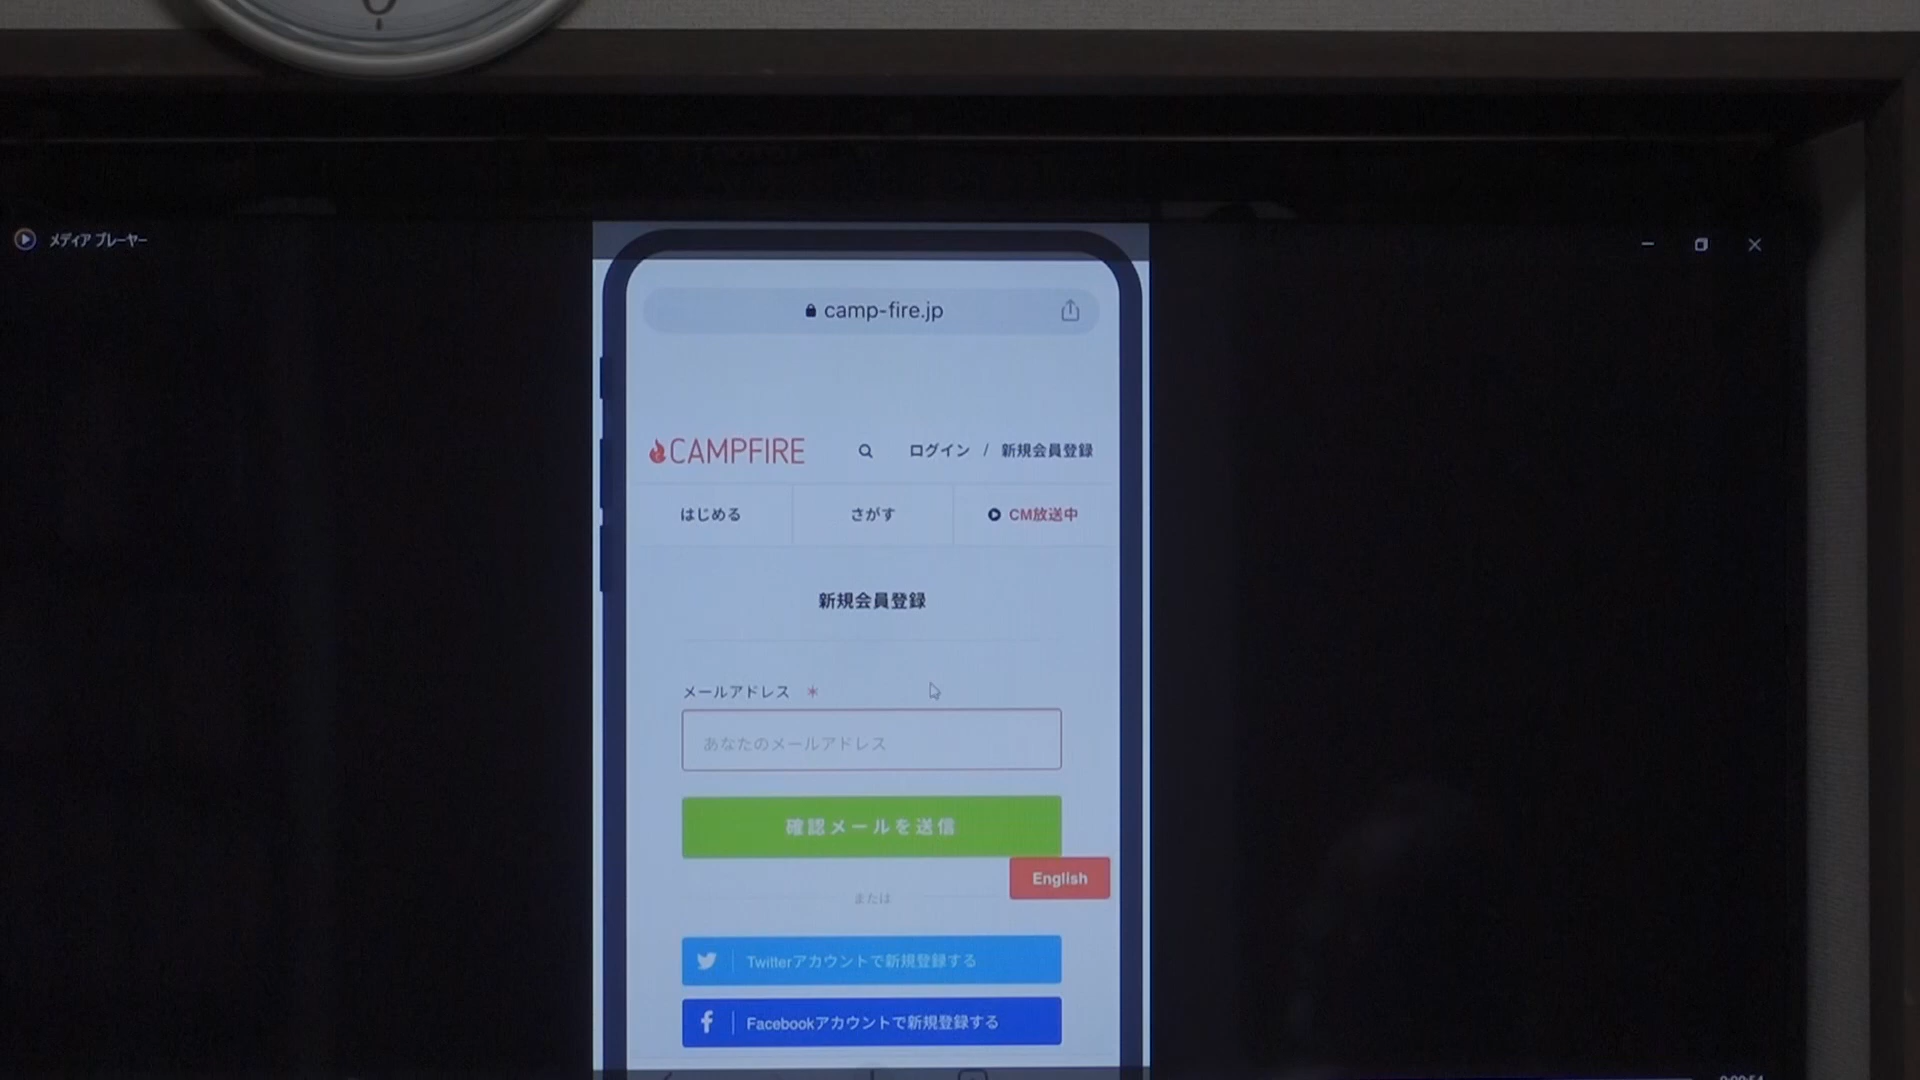 メディア プレーヤー
camp-fire.jp
CAMPFIRE
ログイン / 新規会員登録
はじめる
さがす
CM放送中
新規会員登録
メールアドレス *
あなたのメールアドレス
確認メールを送信
English
または
Twitterアカウントで新規登録する
Facebookアカウントで新規登録する